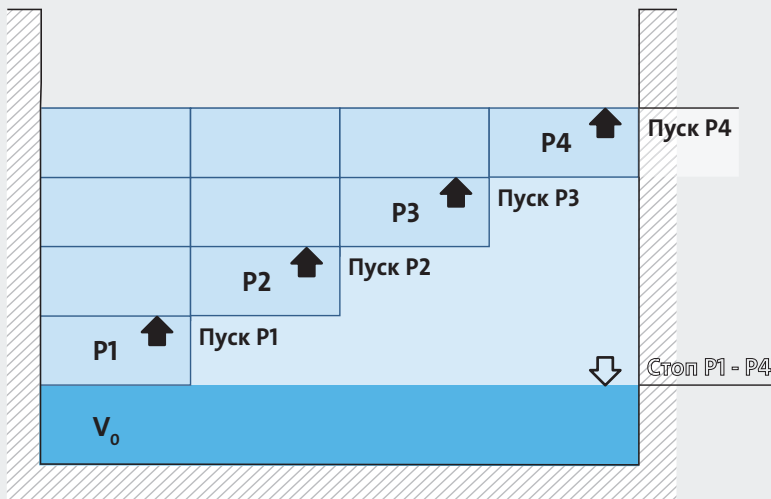 P4
Пуск P4
P3
Пуск P3
P2
Пуск P2
P1
Пуск P1
Стоп P1 - P4
V₀